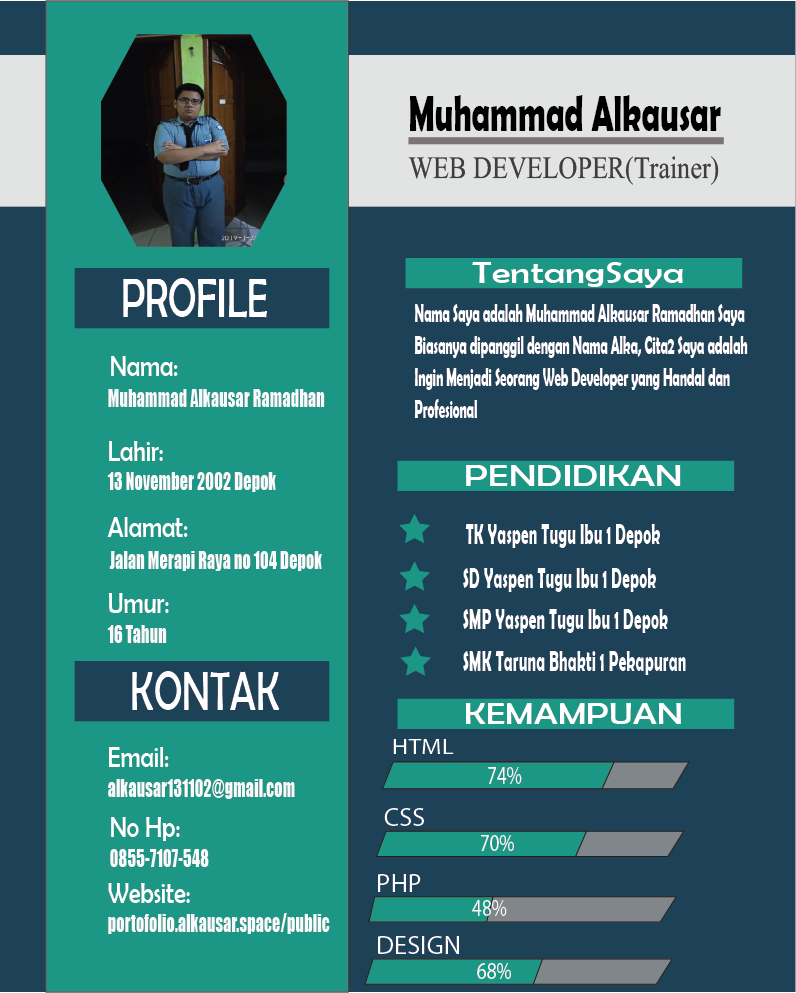 Muhammad Alkausar
WEB DEVELOPER(Trainer)
PROFILE
Nama:
Muhammad Alkausar Ramadhan
Lahir:
13 November 2002 Depok
Alamat:
Jalan Merapi Raya no 104 Depok
Umur:
16 Tahun
KONTAK
Email:
alkausar131102@gmail.com
No Hp:
0855-7107-548
Website:
portofolio.alkausar.space/public
TentangSaya
Nama Saya adalah Muhammad Alkausar Ramadhan Saya
Biasanya dipanggil dengan Nama Alka, Cita2 Saya adalah
Ingin Menjadi Seorang Web Developer yang Handal dan
Profesional
PENDIDIKAN
TK Yaspen Tugu Ibu 1 Depok
SD Yaspen Tugu Ibu 1 Depok
SMP Yaspen Tugu Ibu 1 Depok
SMK Taruna Bhakti 1 Pekapuran
KEMAMPUAN
HTML
74%
CSS
70%
PHP
48%
DESIGN
68%